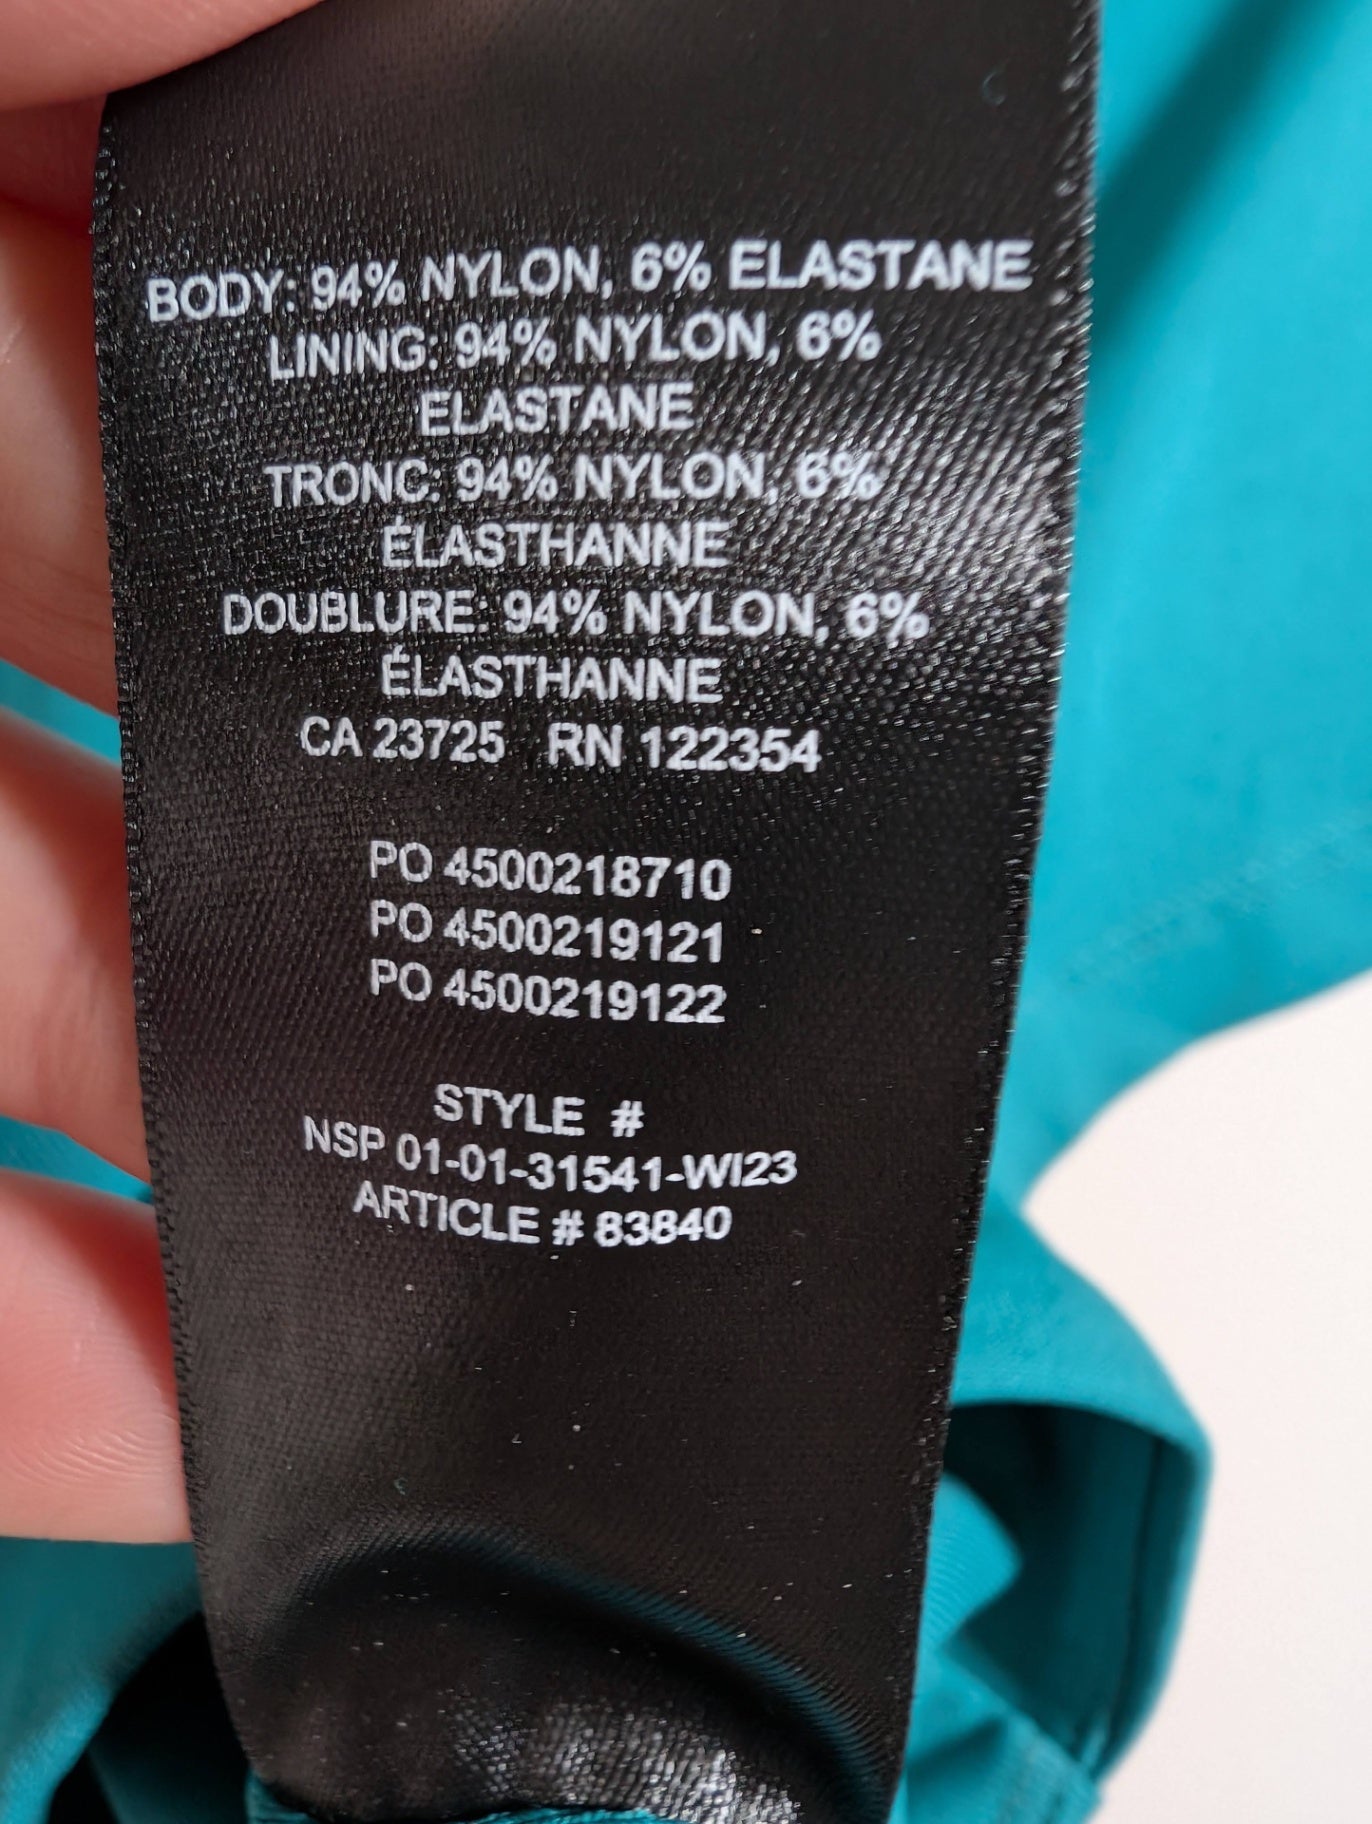 BODY: 94% NYLON, 6% ELASTANE
LINING: 94% NYLON, 6%
ELASTANE
TRONC: 94% NYLON, 6%
ÉLASTHANNE
DOUBLURE: 94% NYLON, 6%
ÉLASTHANNE
CA 23725 RN 122354
PO 4500218710
PO 4500219121
PO 4500219122
STYLE #
NSP 01-01-31541-WI23
ARTICLE # 83840